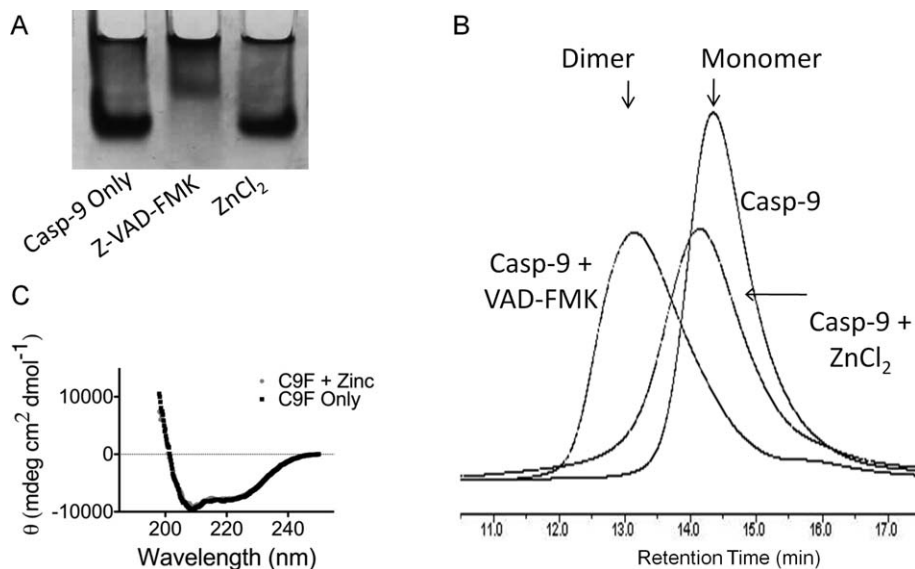 A
Casp-9 Only
Z-VAD-FMK
ZnCl2
B
Dimer
Monomer
Casp-9
Casp-9 +
VAD-FMK
Casp-9 +
ZnCl2
11.0 12.0 13.0 14.0 15.0 16.0 17.0
Retention Time (min)
C
C9F + Zinc
C9F Only
10000
0
-10000
θ (mdeg cm2 dmol-1)
200 220 240
Wavelength (nm)